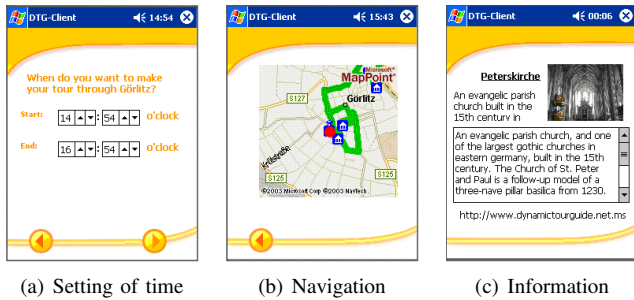 DTG-Client 14:54
When do you want to make
your tour through Görlitz?
Start: 14 : 54 o'clock
End: 16 : 54 o'clock
(a) Setting of time
DTG-Client 15:43
Microsoft®
MapPoint®
S127
Görlitz
Krölstraße
S125
S125
©2003 Microsoft Corp ©2003 NavTech.
(b) Navigation
DTG-Client 00:06
Peterskirche
An evangelic parish
church built in the
15th century in
An evangelic parish church, and one
of the largest gothic churches in
eastern germany, built in the 15th
century. The Church of St. Peter
and Paul is a follow-up model of a
three-nave pillar basilica from 1230.
http://www.dynamictourguide.net.ms
(c) Information